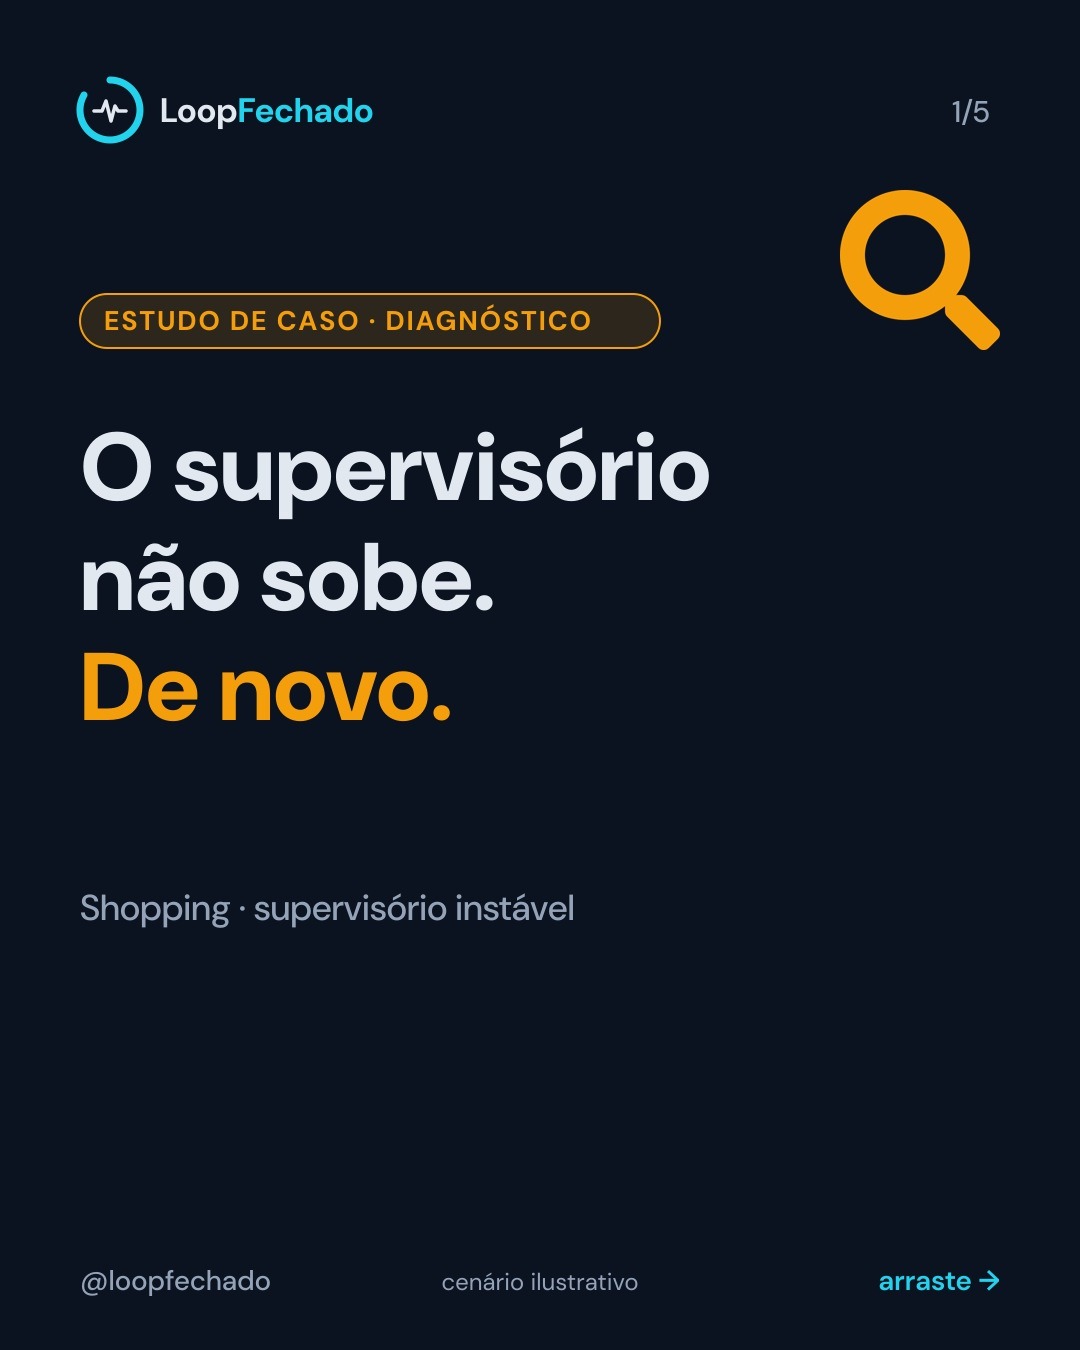 LoopFechado
1/5
ESTUDO DE CASO · DIAGNÓSTICO
O supervisório
não sobe.
De novo.
Shopping · supervisório instável
@loopfechado
cenário ilustrativo
arraste →